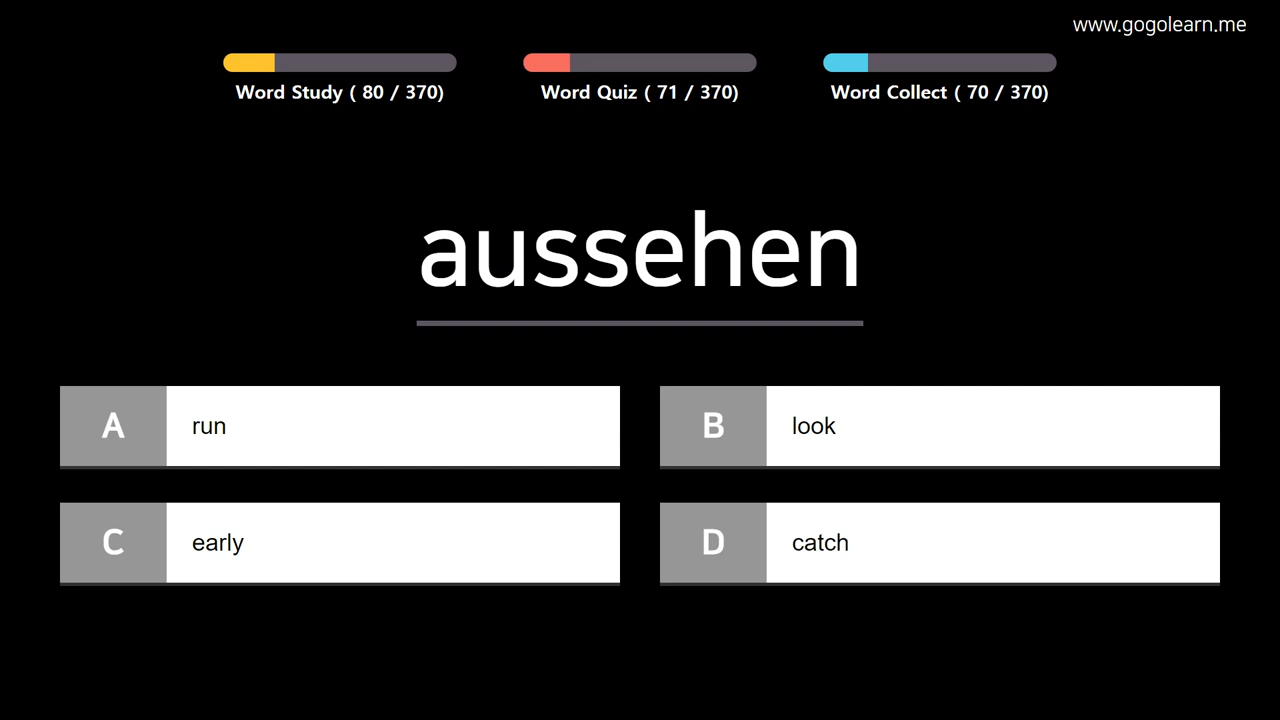 www.gogolearn.me
Word Study ( 80 / 370)
Word Quiz ( 71 / 370)
Word Collect ( 70 / 370)
aussehen
A run
B look
C early
D catch